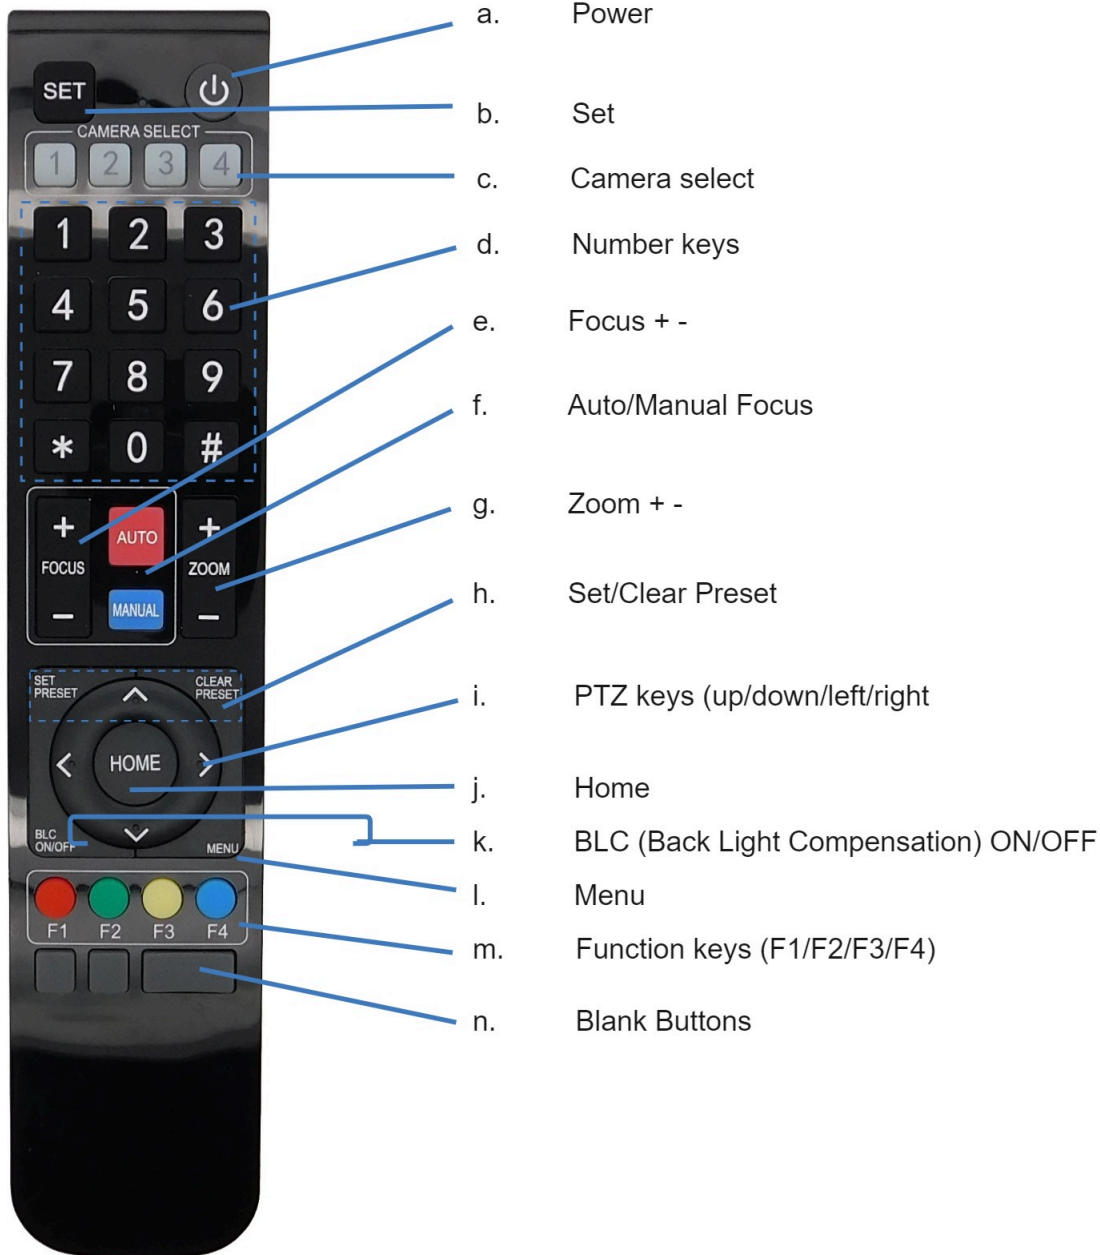 a. Power
SET
b. Set
CAMERA SELECT
1 2 3 4
c. Camera select
1 2 3
d. Number keys
4 5 6
e. Focus + -
7 8 9
f. Auto/Manual Focus
* 0 #
g. Zoom + -
+ AUTO +
FOCUS ZOOM
- MANUAL -
h. Set/Clear Preset
SET PRESET
CLEAR PRESET
i. PTZ keys (up/down/left/right
HOME
j. Home
BLC ON/OFF
MENU
k. BLC (Back Light Compensation) ON/OFF
l. Menu
F1 F2 F3 F4
m. Function keys (F1/F2/F3/F4)
n. Blank Buttons